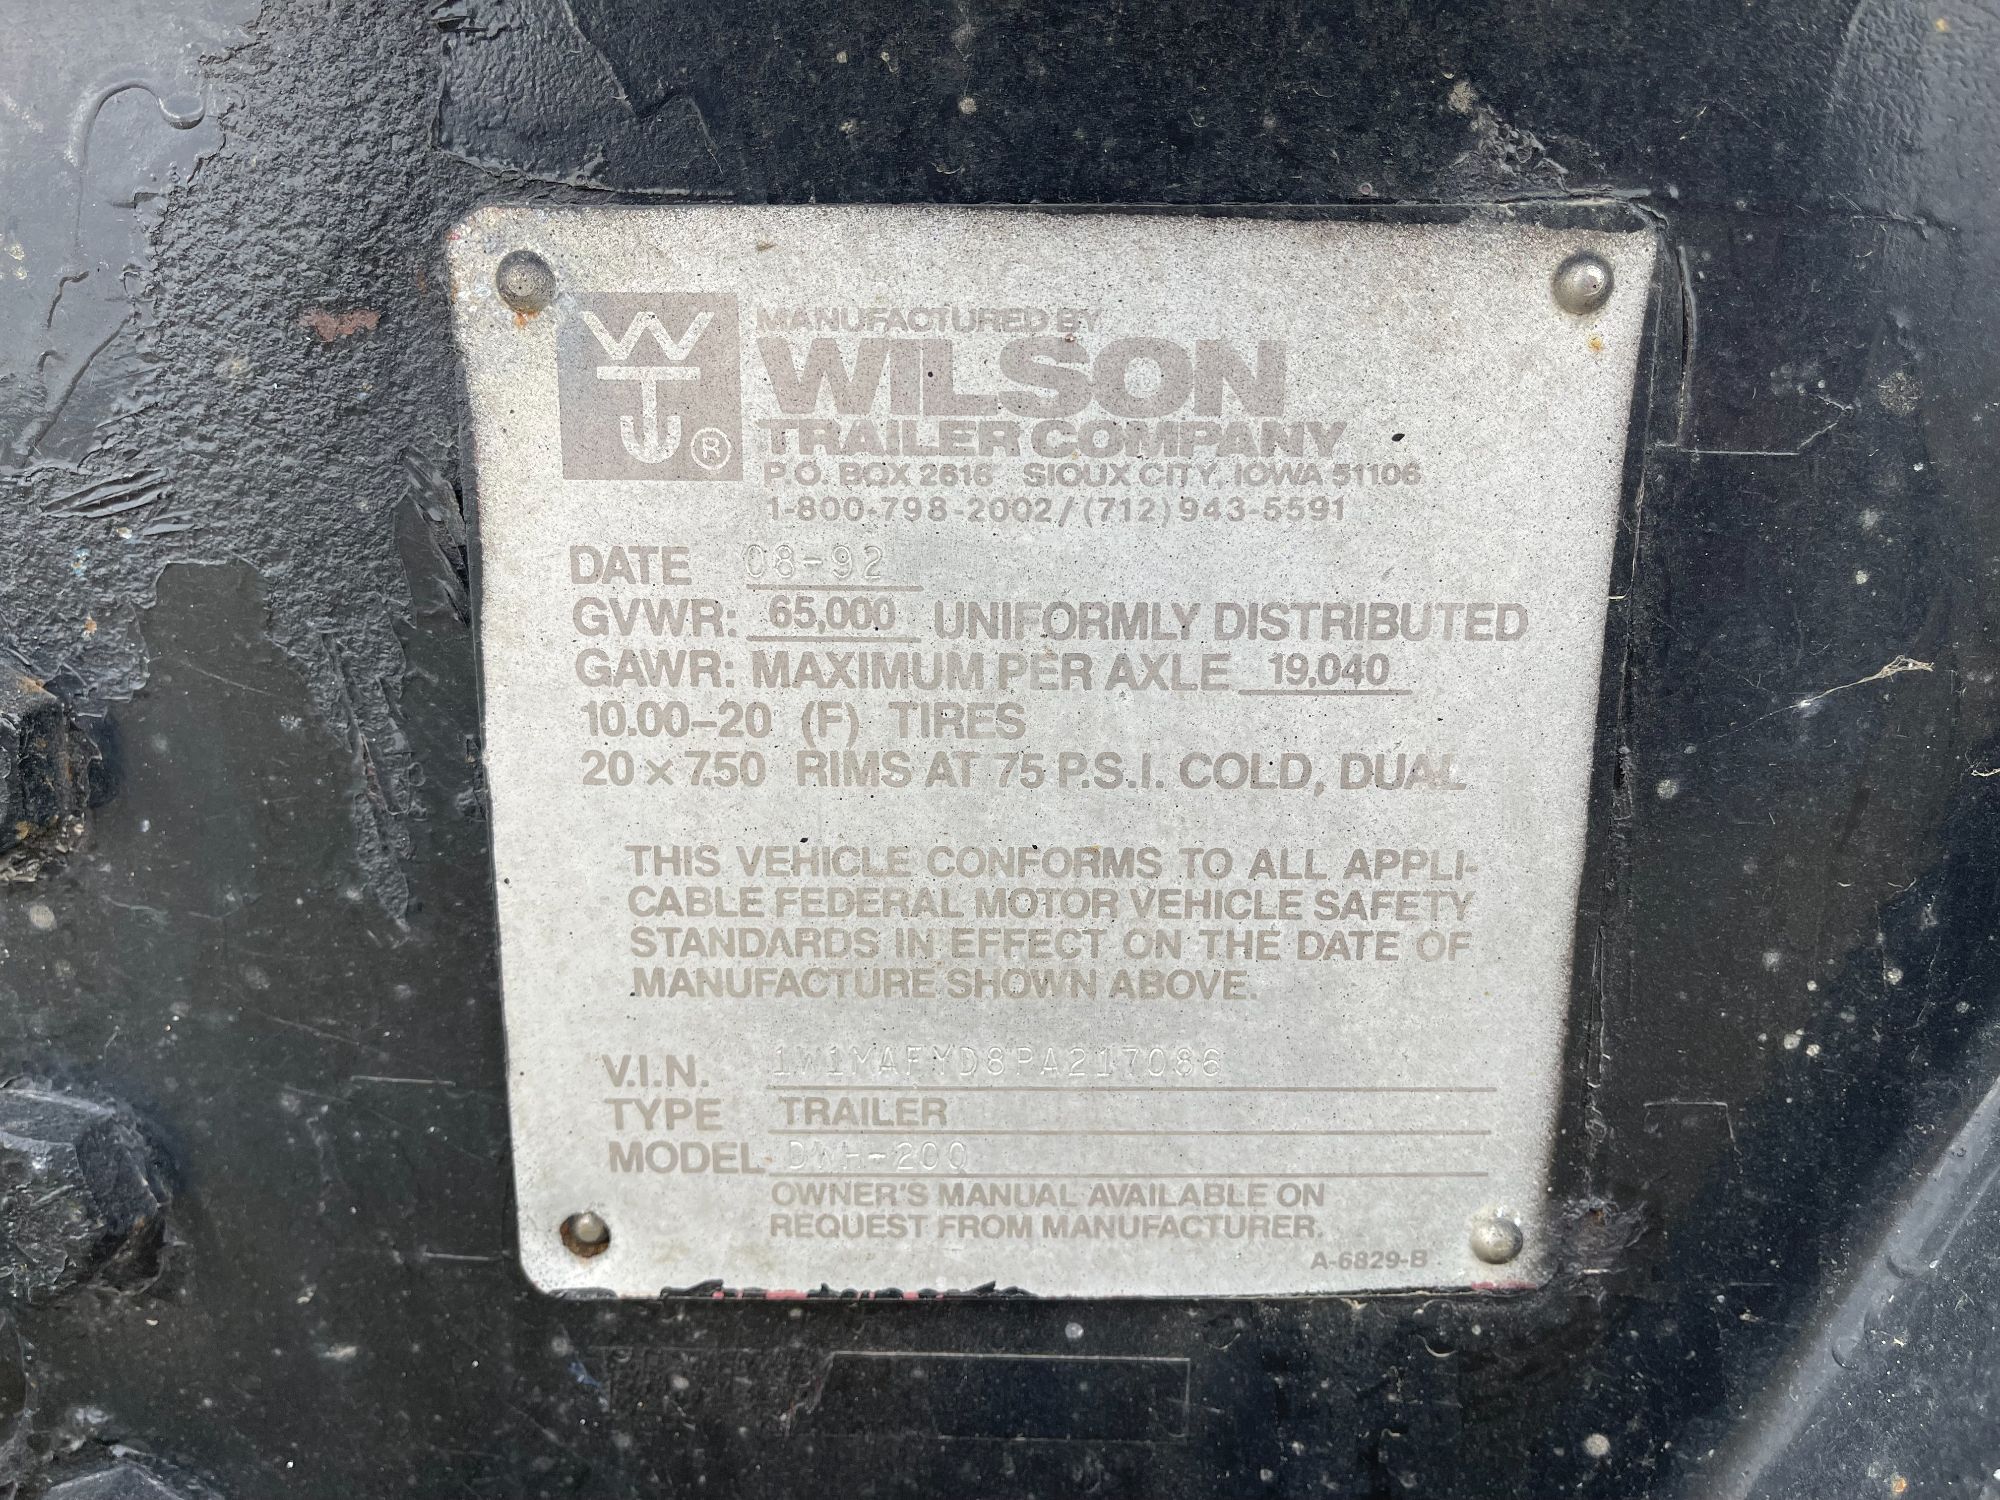 WTJ®
MANUFACTURED BY
WILSON
TRAILER COMPANY
P.O. BOX 2616 SIOUX CITY, IOWA 51106
1-800-798-2002/(712)943-5591
DATE 08-92
GVWR: 65,000 UNIFORMLY DISTRIBUTED
GAWR: MAXIMUM PER AXLE 19,040
10.00-20 (F) TIRES
20 x 7.50 RIMS AT 75 P.S.I. COLD, DUAL
THIS VEHICLE CONFORMS TO ALL APPLI-
CABLE FEDERAL MOTOR VEHICLE SAFETY
STANDARDS IN EFFECT ON THE DATE OF
MANUFACTURE SHOWN ABOVE.
V.I.N. 1W1MAFYD8PA217086
TYPE TRAILER
MODEL DWH-200
OWNER'S MANUAL AVAILABLE ON
REQUEST FROM MANUFACTURER.
A-6829-B